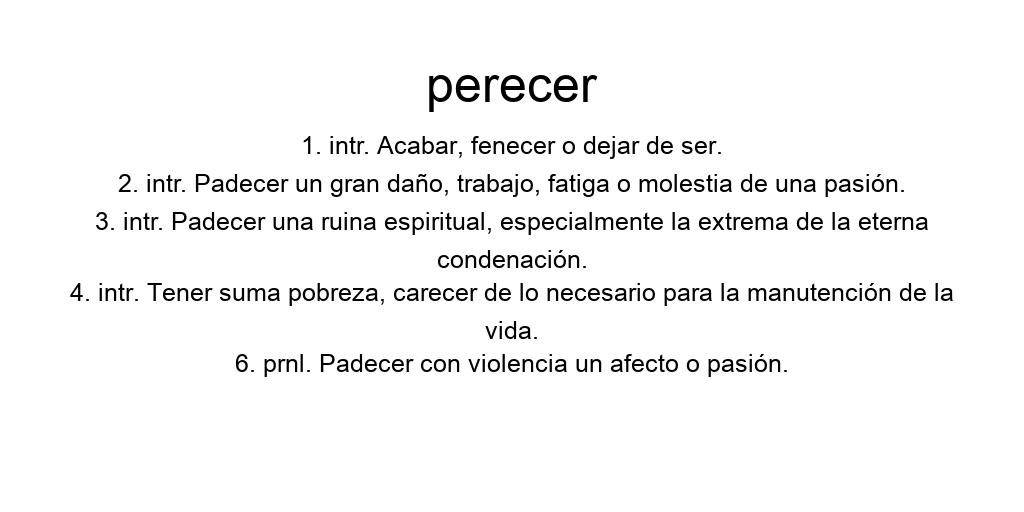 perecer
1. intr. Acabar, fenecer o dejar de ser.
2. intr. Padecer un gran daño, trabajo, fatiga o molestia de una pasión.
3. intr. Padecer una ruina espiritual, especialmente la extrema de la eterna
condenación.
4. intr. Tener suma pobreza, carecer de lo necesario para la manutención de la
vida.
6. prnl. Padecer con violencia un afecto o pasión.